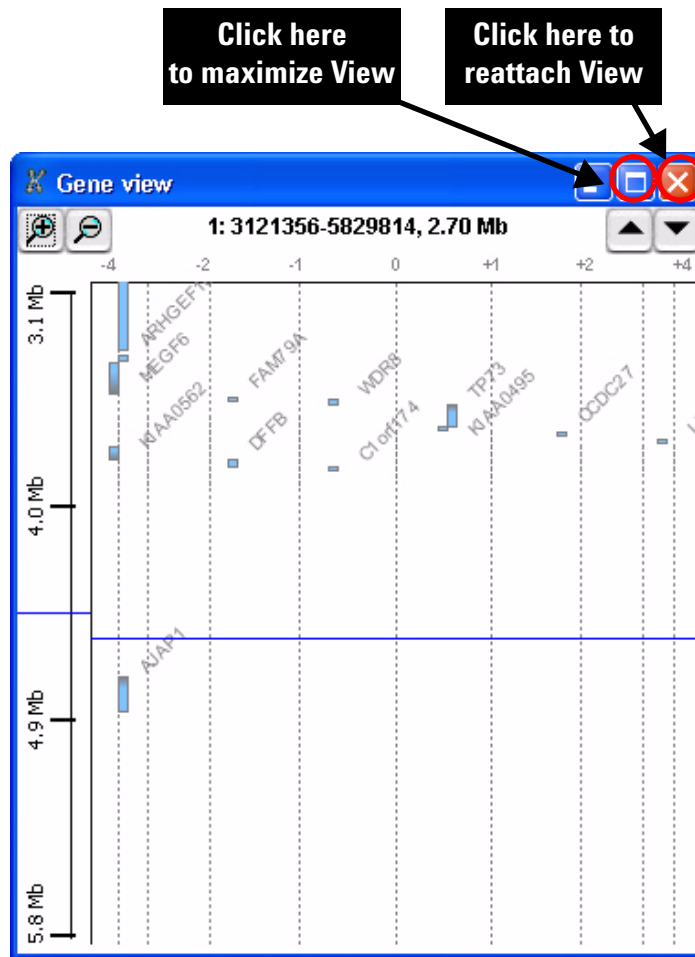 Click here
to maximize View
Click here to
reattach View
Gene view
1: 3121356-5829814, 2.70 Mb
-4 -2 -1 0 +1 +2 +4
3.1 Mb
4.0 Mb
4.9 Mb
5.8 Mb
ARHGEF1
MEGF6
KIAA0562
FAM79A
DFFB
WDR8
C1orf174
TP73
KIAA0495
CCDC27
AJAP1